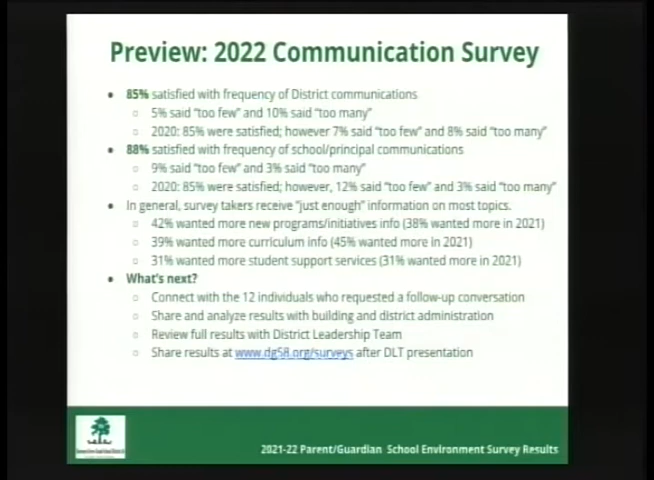 Preview: 2022 Communication Survey
• 85% satisfied with frequency of District communications
○ 5% said "too few" and 10% said "too many"
○ 2020: 85% were satisfied; however 7% said "too few" and 8% said "too many"
• 88% satisfied with frequency of school/principal communications
○ 9% said "too few" and 3% said "too many"
○ 2020: 85% were satisfied; however, 12% said "too few" and 3% said "too many"
• In general, survey takers receive "just enough" information on most topics.
○ 42% wanted more new programs/initiatives info (38% wanted more in 2021)
○ 39% wanted more curriculum info (45% wanted more in 2021)
○ 31% wanted more student support services (31% wanted more in 2021)
• What's next?
○ Connect with the 12 individuals who requested a follow-up conversation
○ Share and analyze results with building and district administration
○ Review full results with District Leadership Team
○ Share results at www.dg58.org/surveys after DLT presentation
2021-22 Parent/Guardian School Environment Survey Results